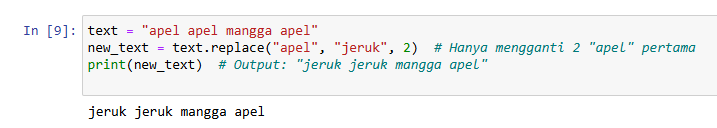 In [9]: text = "apel apel mangga apel"
new_text = text.replace("apel", "jeruk", 2)  # Hanya mengganti 2 "apel" pertama
print(new_text)  # Output: "jeruk jeruk mangga apel"
jeruk jeruk mangga apel